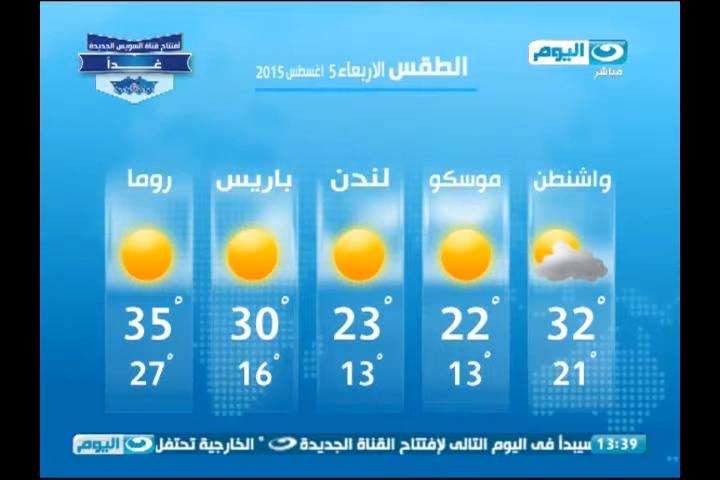 اليوم
مباشر
الطقس الاربعاء 5 اغسطس 2015
افتتاح قناة السويس الجديدة
غداً
واشنطن
32°
21°
موسكو
22°
13°
لندن
23°
13°
باريس
30°
16°
روما
35°
27°
13:39 سيبدأ فى اليوم التالى لإفتتاح القناة الجديدة " الخارجية تحتفل اليوم